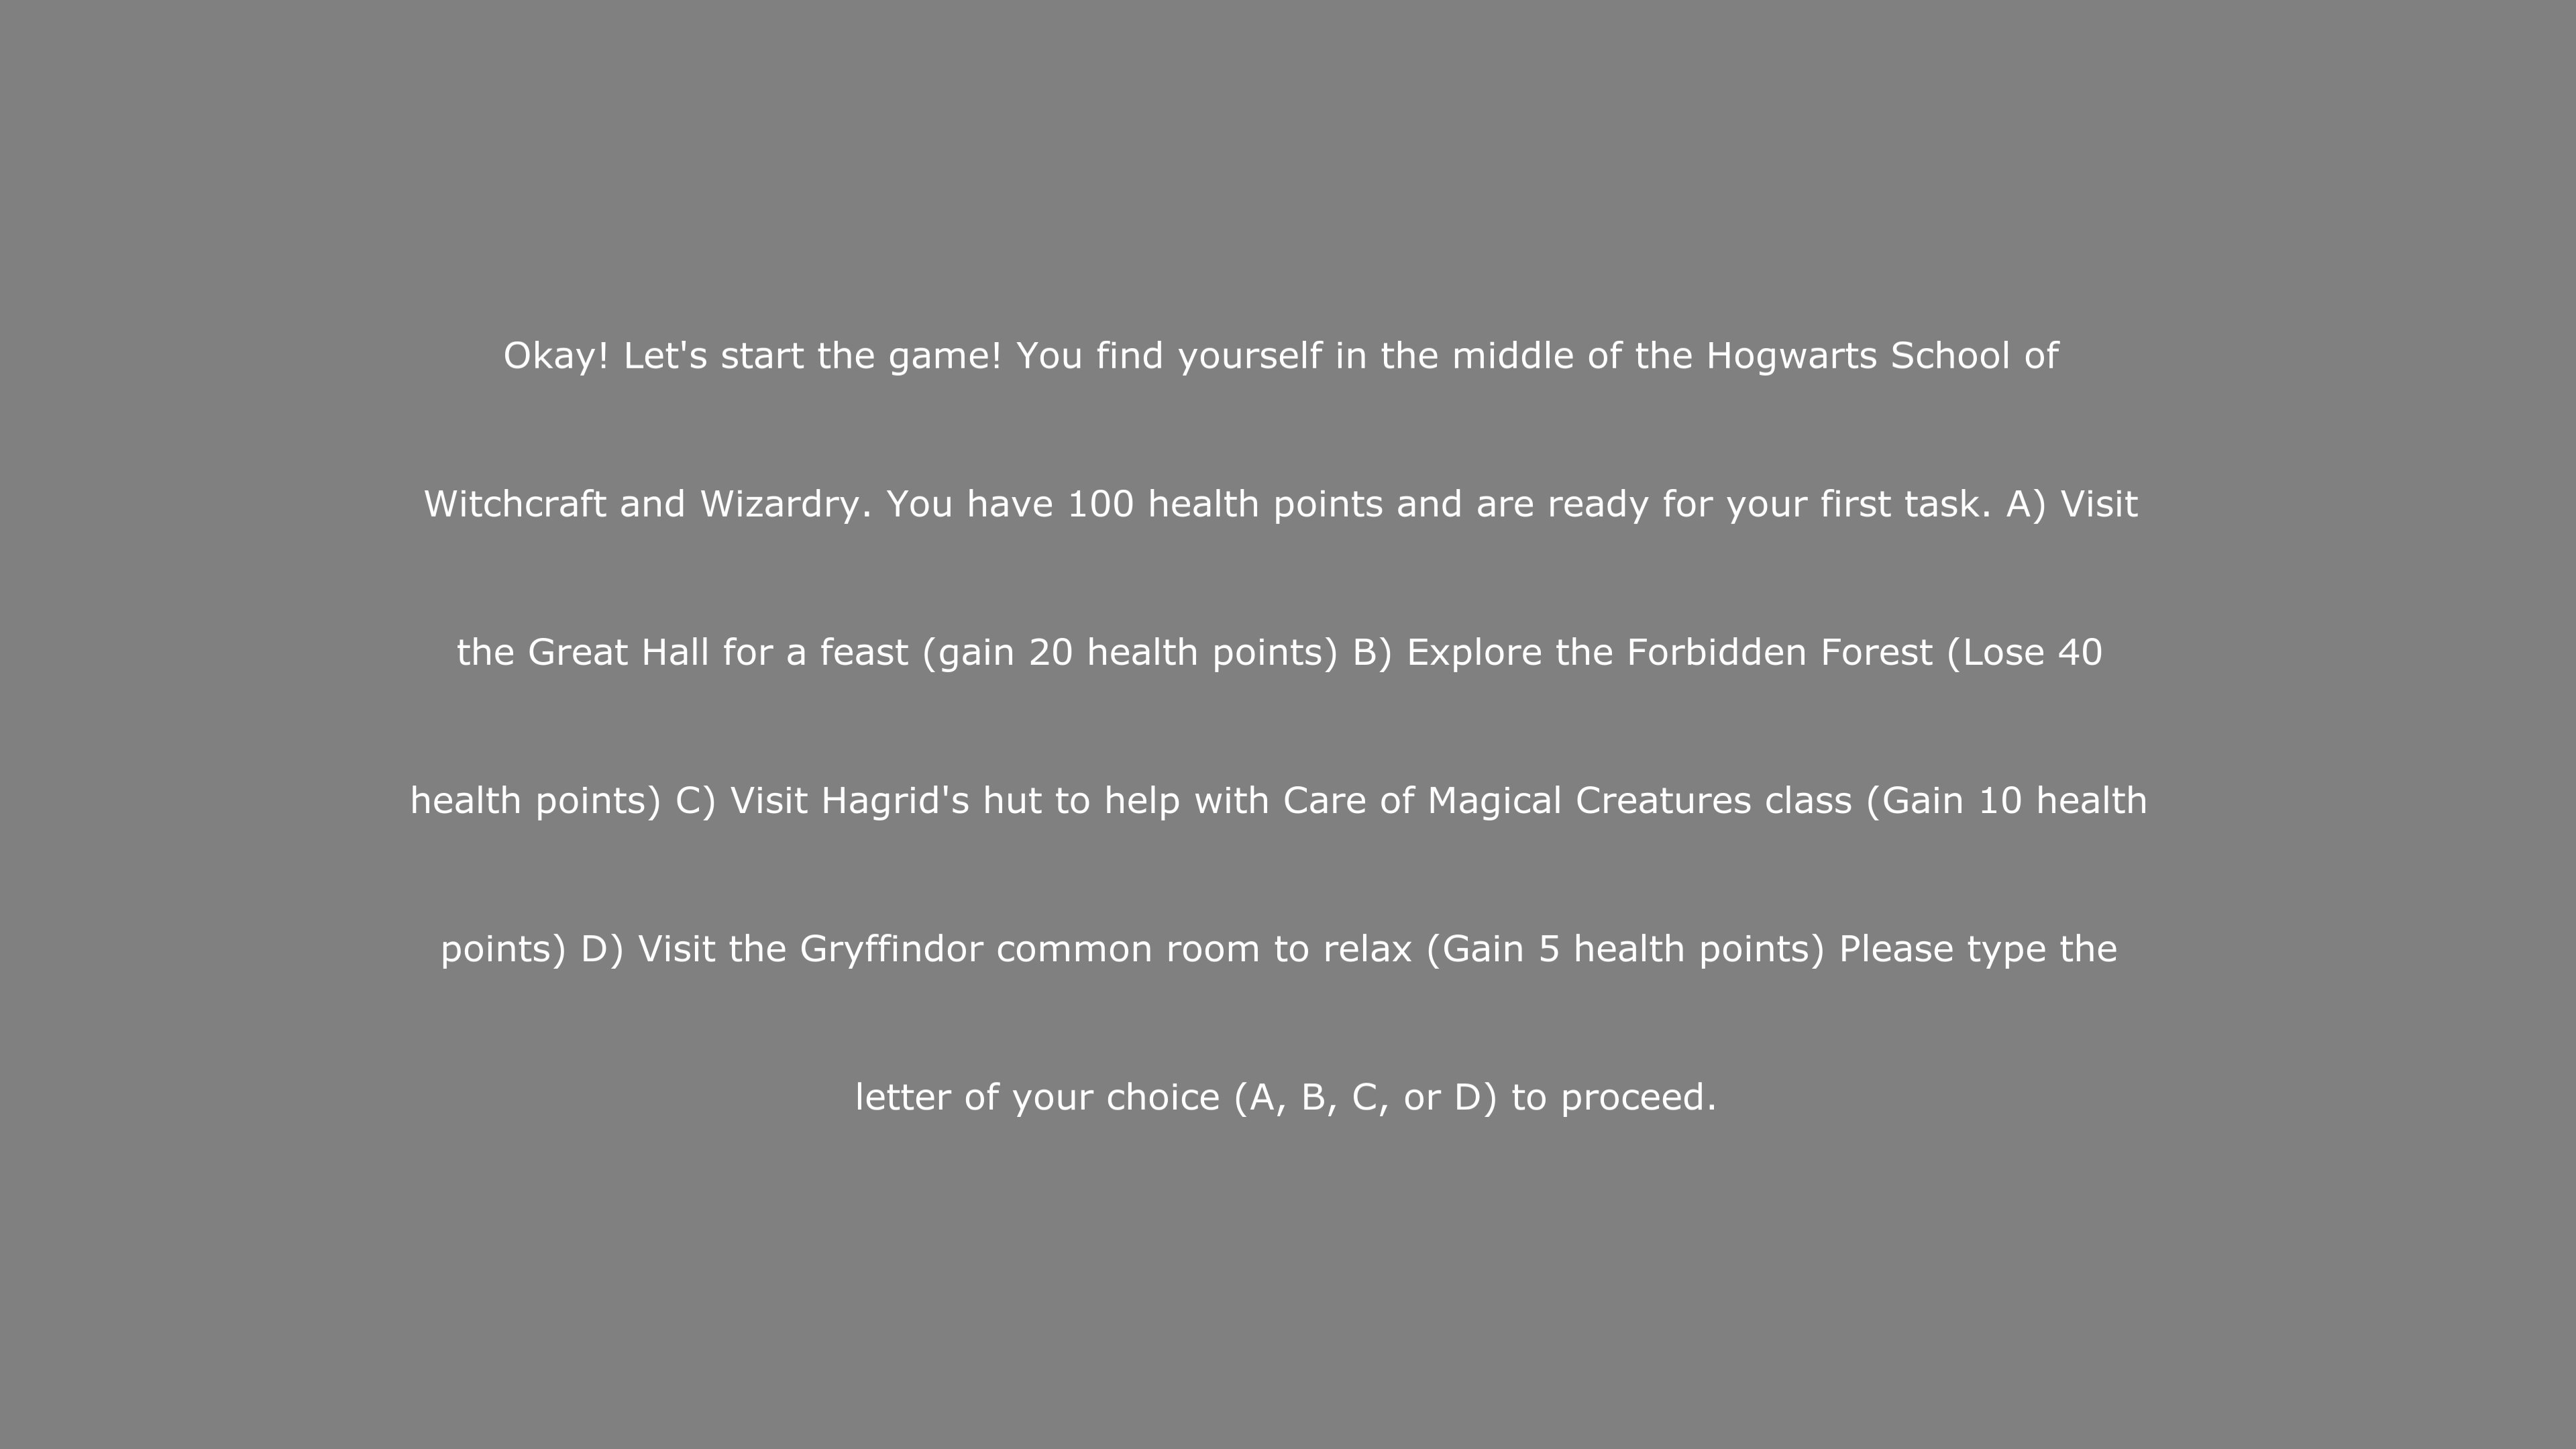 Okay! Let's start the game! You find yourself in the middle of the Hogwarts School of
Witchcraft and Wizardry. You have 100 health points and are ready for your first task. A) Visit
the Great Hall for a feast (gain 20 health points) B) Explore the Forbidden Forest (Lose 40
health points) C) Visit Hagrid's hut to help with Care of Magical Creatures class (Gain 10 health
points) D) Visit the Gryffindor common room to relax (Gain 5 health points) Please type the
letter of your choice (A, B, C, or D) to proceed.